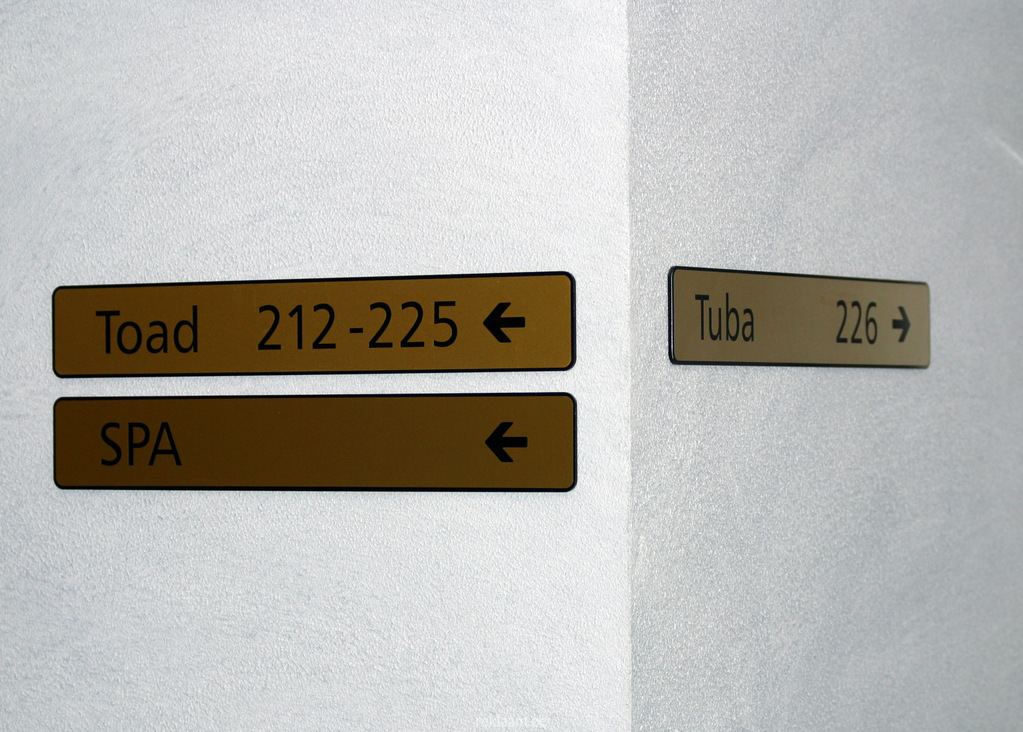 Toad 212-225 ←
SPA ←
Tuba 226 →